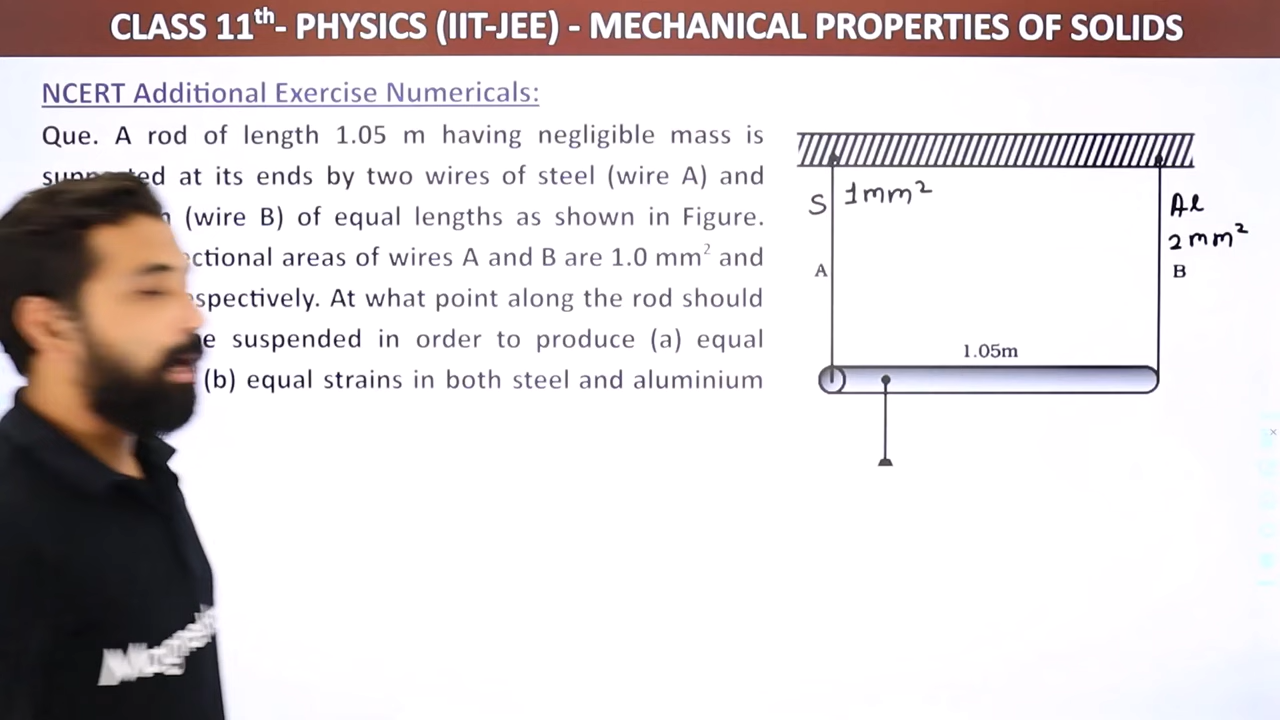 CLASS 11th- PHYSICS (IIT-JEE) - MECHANICAL PROPERTIES OF SOLIDS
NCERT Additional Exercise Numericals:
Que. A rod of length 1.05 m having negligible mass is
at its ends by two wires of steel (wire A) and
(wire B) of equal lengths as shown in Figure.
areas of wires A and B are 1.0 mm² and
At what point along the rod should
suspended in order to produce (a) equal
(b) equal strains in both steel and aluminium
S 1mm²
Al
2mm²
A
B
1.05m